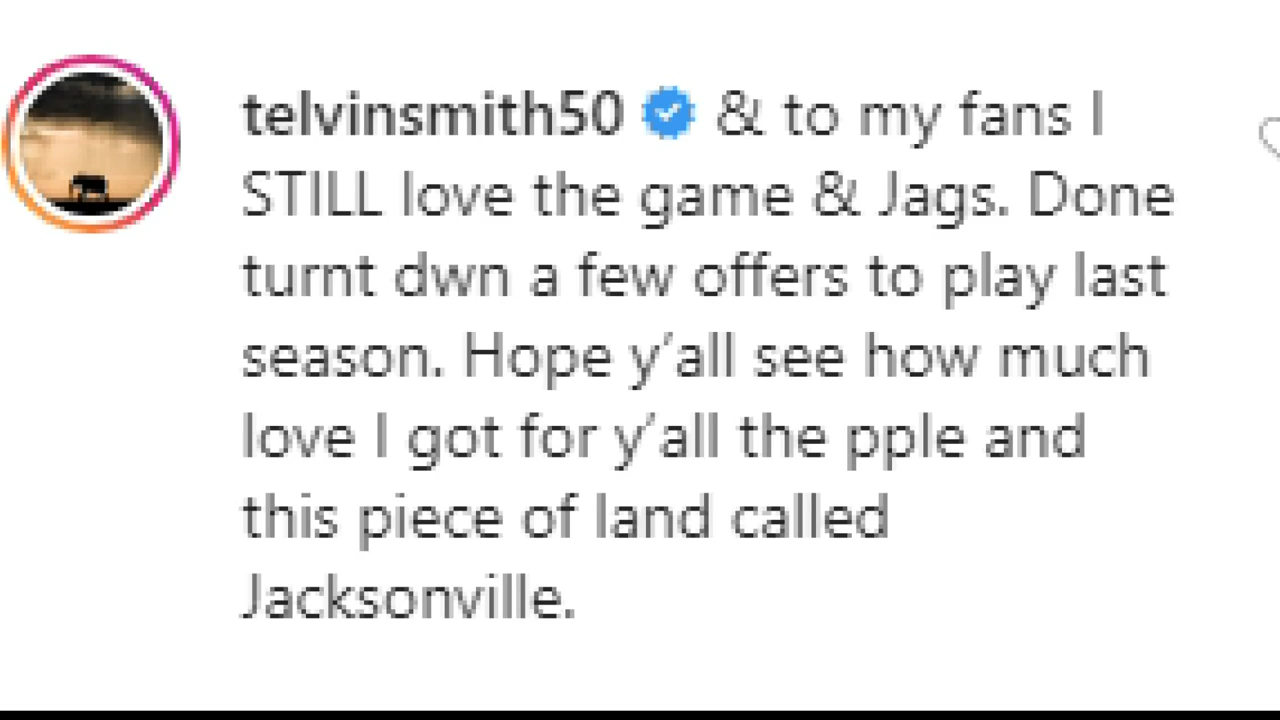 telvinsmith50 & to my fans I
STILL love the game & Jags. Done
turnt dwn a few offers to play last
season. Hope y'all see how much
love I got for y'all the pple and
this piece of land called
Jacksonville.